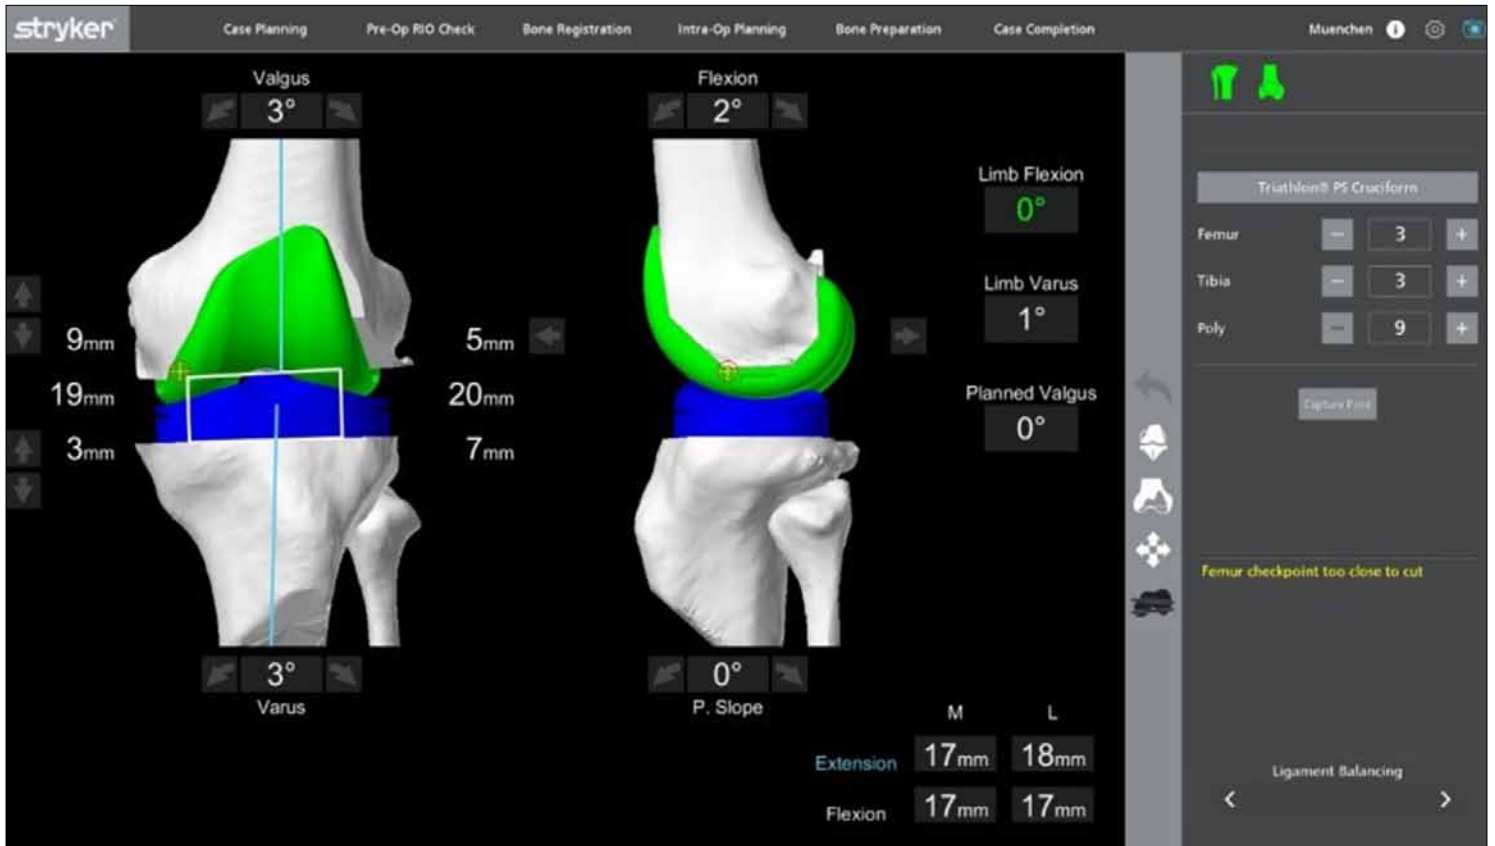 stryker
Case Planning
Pre-Op RIO Check
Bone Registration
Intra-Op Planning
Bone Preparation
Case Completion
Muenchen
Valgus
3°
Flexion
2°
Limb Flexion
0°
Limb Varus
1°
Planned Valgus
0°
9mm
5mm
19mm
20mm
3mm
7mm
3°
Varus
0°
P. Slope
M L
Extension 17mm 18mm
Flexion 17mm 17mm
Triathlon® PS Cruciform
Femur − 3 +
Tibia − 3 +
Poly − 9 +
Capture Pose
Femur checkpoint too close to cut
Ligament Balancing
< >